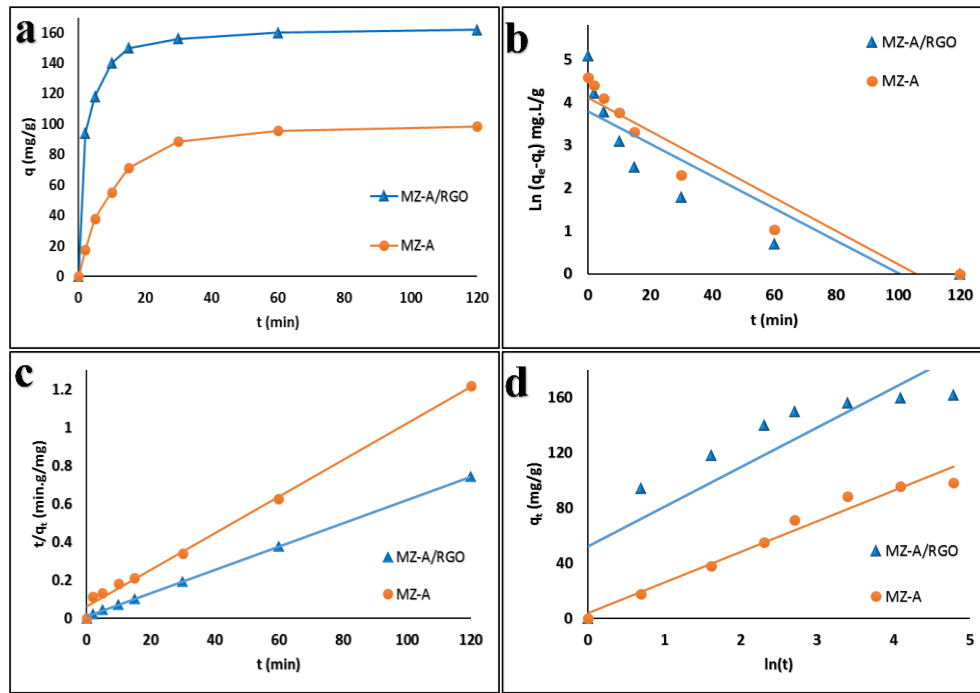 a
160
140
120
100
80
60
40
20
0
q (mg/g)
MZ-A/RGO
MZ-A
0 20 40 60 80 100 120
t (min)
b
MZ-A/RGO
MZ-A
5
4
3
2
1
0
Ln (qe-qt) mg.L/g
0 20 40 60 80 100 120
t (min)
c
1.2
1
0.8
0.6
0.4
0.2
0
t/qt (min.g/mg)
MZ-A/RGO
MZ-A
0 20 40 60 80 100 120
t (min)
d
160
120
80
40
0
qt (mg/g)
MZ-A/RGO
MZ-A
0 1 2 3 4 5
ln(t)